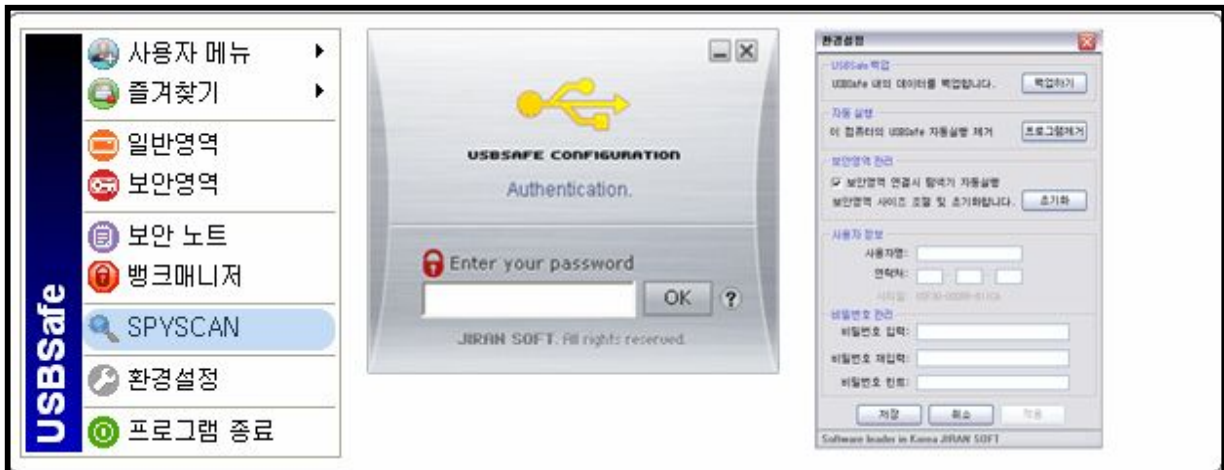 USBSafe
사용자 메뉴
즐겨찾기
일반영역
보안영역
보안 노트
뱅크매니저
SPYSCAN
환경설정
프로그램 종료
USBSAFE CONFIGURATION
Authentication.
Enter your password
OK ?
JIRAN SOFT. All rights reserved.
환경설정
USBSafe 백업
USBSafe 내의 데이터를 백업합니다. 백업하기
자동 실행
이 컴퓨터의 USBSafe 자동실행 제거 프로그램제거
보안영역 관리
보안영역 연결시 탐색기 자동실행
보안영역 사이즈 조절 및 초기화합니다. 초기화
사용자 정보
사용자명:
연락처:
비밀번호 관리
비밀번호 입력:
비밀번호 재입력:
비밀번호 힌트:
저장 취소 적용
Software leader in Korea JIRAN SOFT